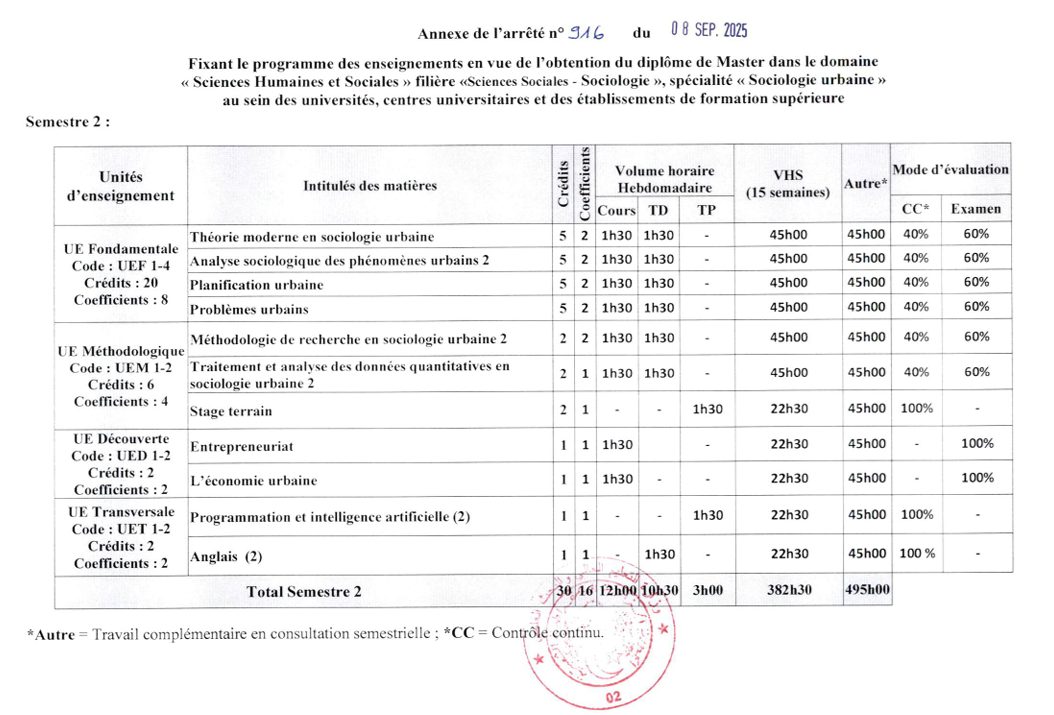 Annexe de l'arrêté n° 916 du 08 SEP. 2025
Fixant le programme des enseignements en vue de l'obtention du diplôme de Master dans le domaine
« Sciences Humaines et Sociales » filière «Sciences Sociales - Sociologie », spécialité « Sociologie urbaine »
au sein des universités, centres universitaires et des établissements de formation supérieure
Semestre 2 :
Unités d'enseignement | Intitulés des matières | Crédits | Coefficients | Volume horaire Hebdomadaire | VHS (15 semaines) | Autre* | Mode d'évaluation
Cours | TD | TP | CC* | Examen
UE Fondamentale
Code : UEF 1-4
Crédits : 20
Coefficients : 8
Théorie moderne en sociologie urbaine | 5 | 2 | 1h30 | 1h30 | - | 45h00 | 45h00 | 40% | 60%
Analyse sociologique des phénomènes urbains 2 | 5 | 2 | 1h30 | 1h30 | - | 45h00 | 45h00 | 40% | 60%
Planification urbaine | 5 | 2 | 1h30 | 1h30 | - | 45h00 | 45h00 | 40% | 60%
Problèmes urbains | 5 | 2 | 1h30 | 1h30 | - | 45h00 | 45h00 | 40% | 60%
UE Méthodologique
Code : UEM 1-2
Crédits : 6
Coefficients : 4
Méthodologie de recherche en sociologie urbaine 2 | 2 | 2 | 1h30 | 1h30 | - | 45h00 | 45h00 | 40% | 60%
Traitement et analyse des données quantitatives en
sociologie urbaine 2 | 2 | 1 | 1h30 | 1h30 | - | 45h00 | 45h00 | 40% | 60%
Stage terrain | 2 | 1 | - | - | 1h30 | 22h30 | 45h00 | 100% | -
UE Découverte
Code : UED 1-2
Crédits : 2
Coefficients : 2
Entrepreneuriat | 1 | 1 | 1h30 | | - | 22h30 | 45h00 | - | 100%
L'économie urbaine | 1 | 1 | 1h30 | - | - | 22h30 | 45h00 | - | 100%
UE Transversale
Code : UET 1-2
Crédits : 2
Coefficients : 2
Programmation et intelligence artificielle (2) | 1 | 1 | - | - | 1h30 | 22h30 | 45h00 | 100% | -
Anglais (2) | 1 | 1 | - | 1h30 | - | 22h30 | 45h00 | 100 % | -
Total Semestre 2 | 30 | 16 | 12h00 | 10h30 | 3h00 | 382h30 | 495h00
*Autre = Travail complémentaire en consultation semestrielle ; *CC = Contrôle continu.
02